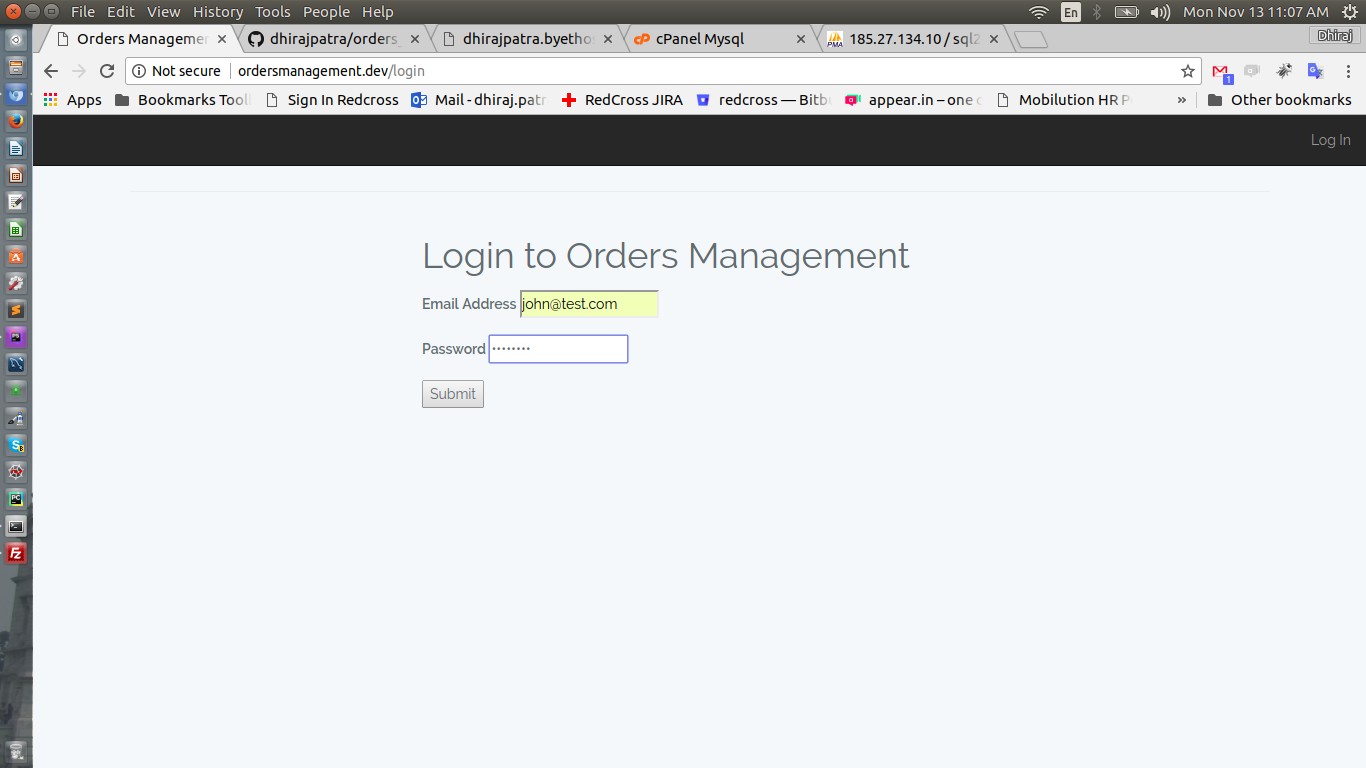 File Edit View History Tools People Help
En
Mon Nov 13 11:07 AM
Orders Managemen
dhirajpatra/orders_
dhirajpatra.byethos
cPanel Mysql
185.27.134.10 / sql2
Dhiraj
Not secure ordersmanagement.dev/login
1
Apps Bookmarks Tool Sign In Redcross Mail - dhiraj.patr RedCross JIRA redcross — Bitb appear.in – one c Mobilution HR P » Other bookmarks
Log In
Login to Orders Management
Email Address john@test.com
Password ••••••••
Submit